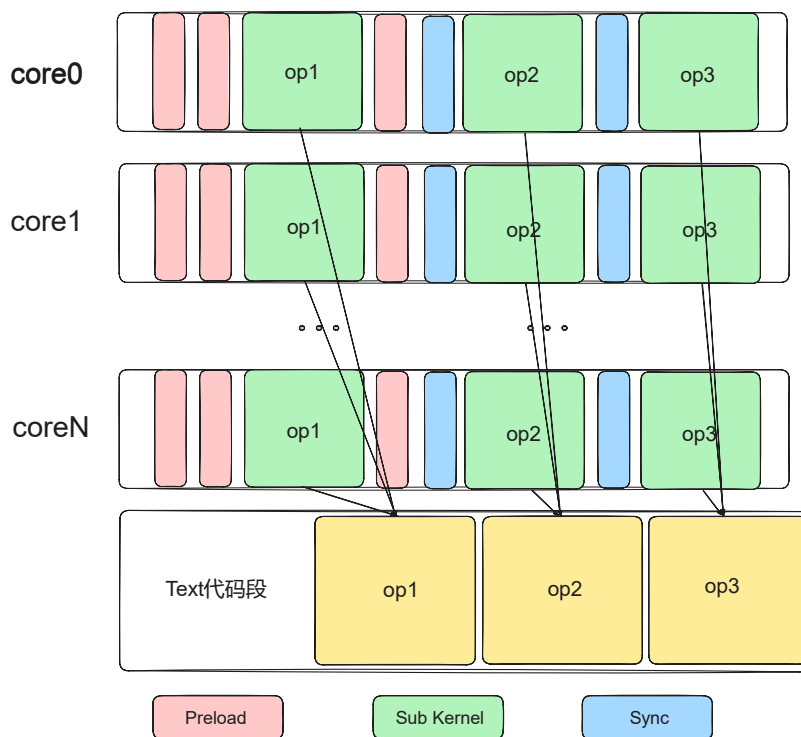 core0
op1
op2
op3
core1
op1
op2
op3
coreN
op1
op2
op3
Text代码段
op1
op2
op3
Preload
Sub Kernel
Sync